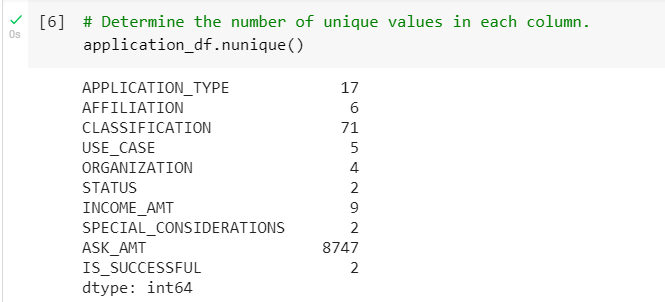 [6] # Determine the number of unique values in each column.
0s application_df.nunique()
APPLICATION_TYPE 17
AFFILIATION 6
CLASSIFICATION 71
USE_CASE 5
ORGANIZATION 4
STATUS 2
INCOME_AMT 9
SPECIAL_CONSIDERATIONS 2
ASK_AMT 8747
IS_SUCCESSFUL 2
dtype: int64